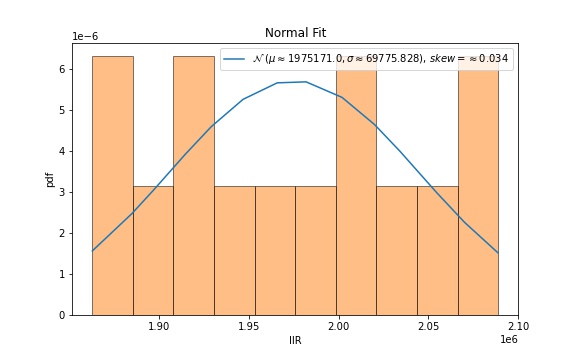 Normal Fit
1e−6
𝒩(μ ≈ 1975171.0, σ ≈ 69775.828), skew =≈ 0.034
6
5
4
3
2
1
0
pdf
1.90 1.95 2.00 2.05 2.10
1e6
IIR